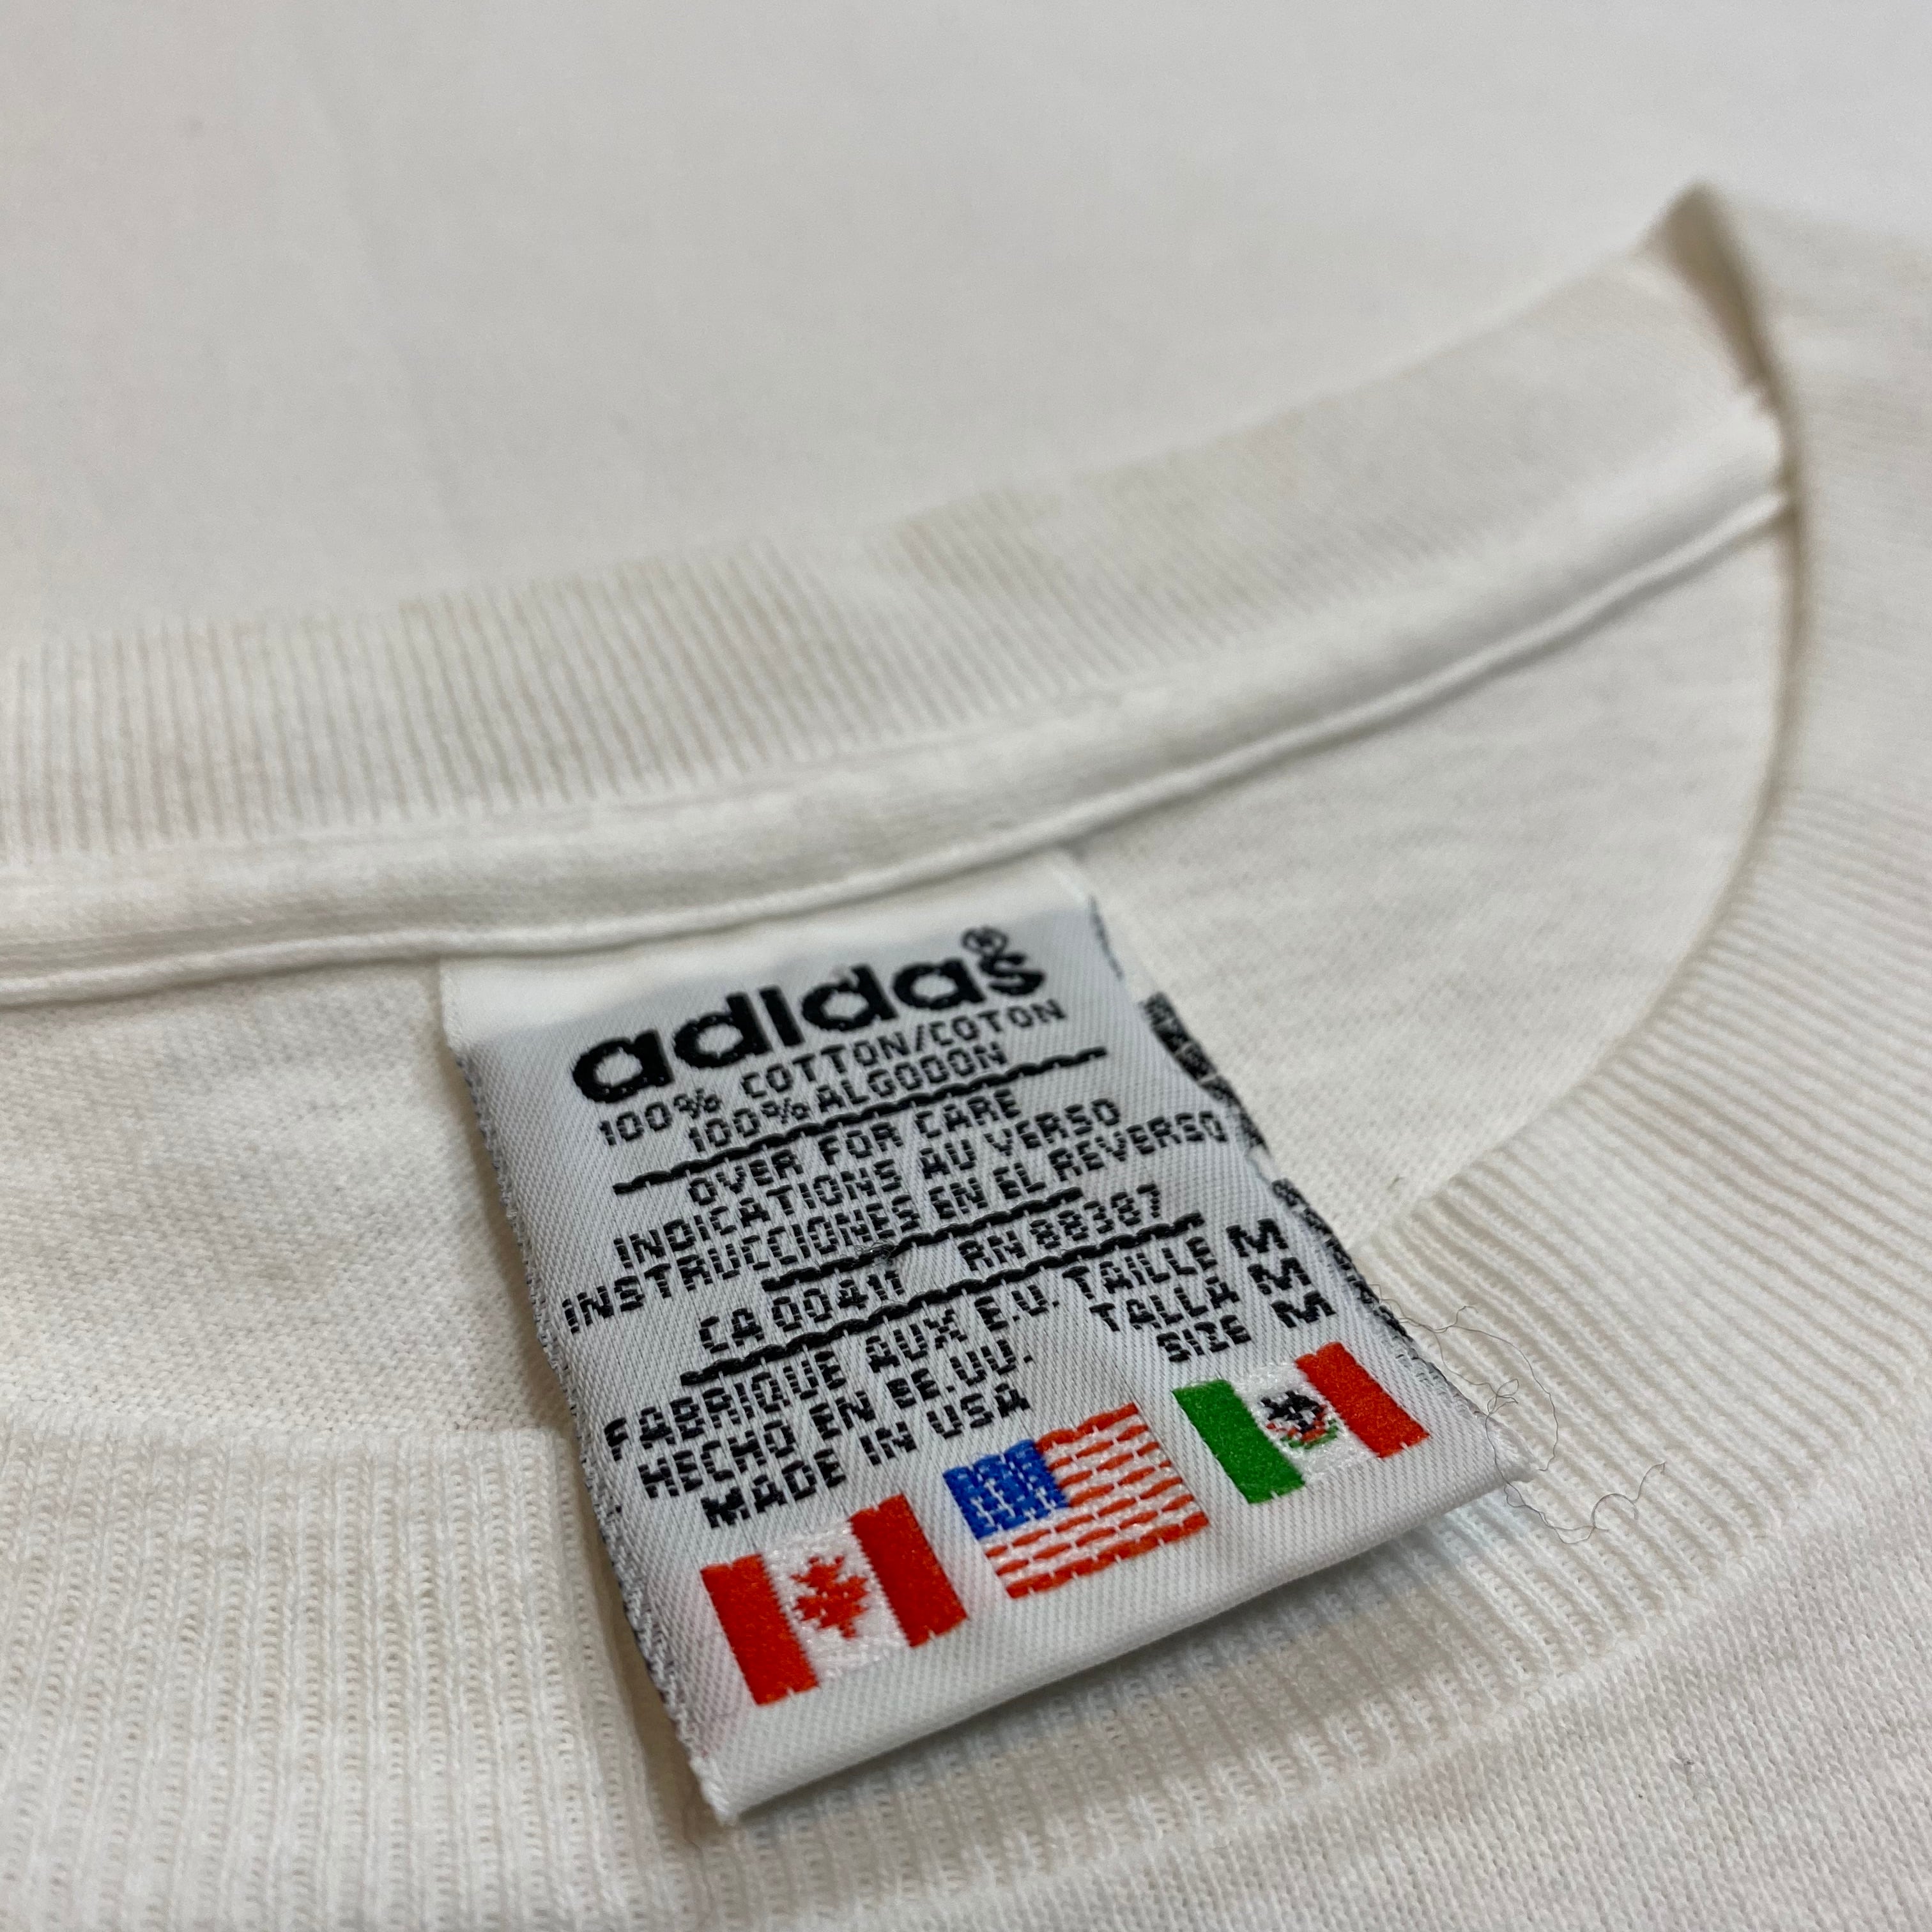 adidas®
100% COTTON/COTON
100% ALGODON
OVER FOR CARE
INDICATIONS AU VERSO
INSTRUCCIONES EN EL REVERSO
CA 00411 RN 88387
FABRIQUE AUX E.U. TAILLE M
HECHO EN EE.UU. TALLA M
MADE IN USA SIZE M